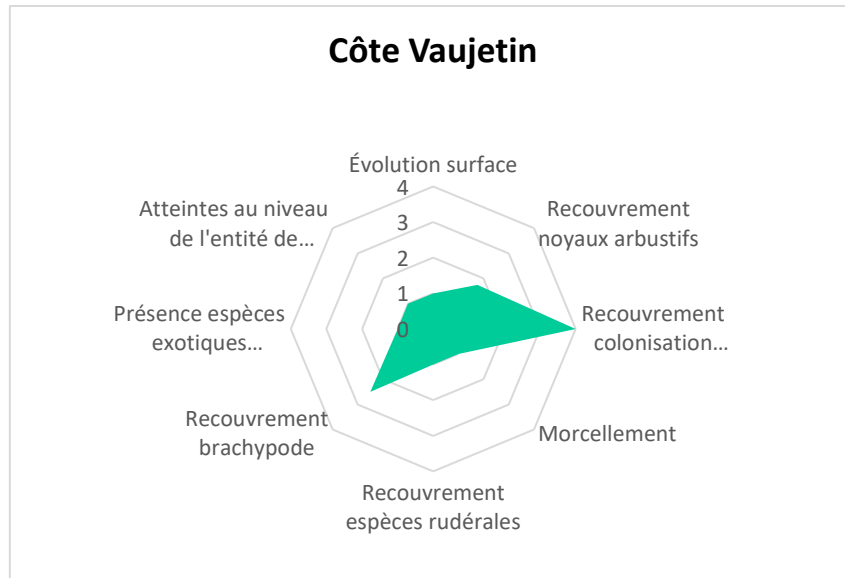 Côte Vaujetin
Évolution surface
Recouvrement
noyaux arbustifs
Recouvrement
colonisation...
Morcellement
Recouvrement
espèces rudérales
Recouvrement
brachypode
Présence espèces
exotiques...
Atteintes au niveau
de l'entité de...
4
3
2
1
0